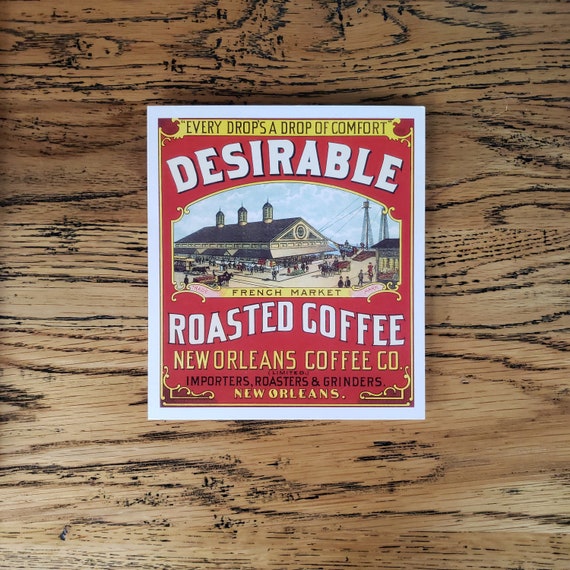 "EVERY DROP'S A DROP OF COMFORT"
DESIRABLE
FRENCH MARKET
ROASTED COFFEE
NEW ORLEANS COFFEE CO.
(LIMITED)
IMPORTERS, ROASTERS & GRINDERS.
NEW ORLEANS.